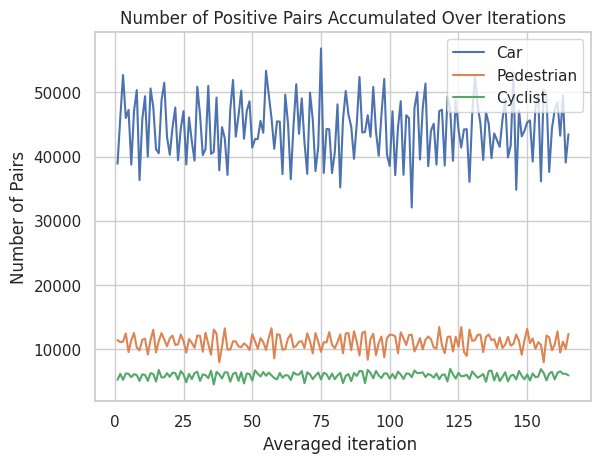 Number of Positive Pairs Accumulated Over Iterations
Car
Pedestrian
Cyclist
Number of Pairs
50000
40000
30000
20000
10000
0
25
50
75
100
125
150
Averaged iteration